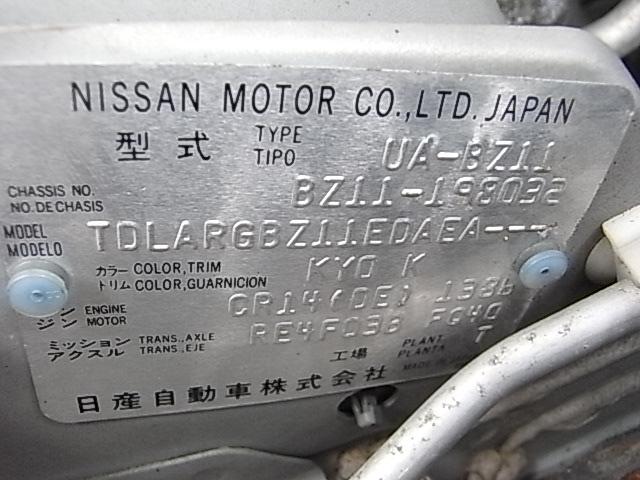 NISSAN MOTOR CO.,LTD. JAPAN
型式 TYPE TIPO UA-BZ11
CHASSIS NO. NO.DE CHASIS BZ11-198092
MODEL MODELO TDLARGBZ11EDAEA---
カラー COLOR,TRIM トリム COLOR,GUARNICION KY0 K
ジン ENGINE MOTOR CR14(DE) 1386
ミッション TRANS.,AXLE アクスル TRANS.,EJE RE4F03B FQ40
工場 PLANT PLANTA T
日産自動車株式会社 MADE IN